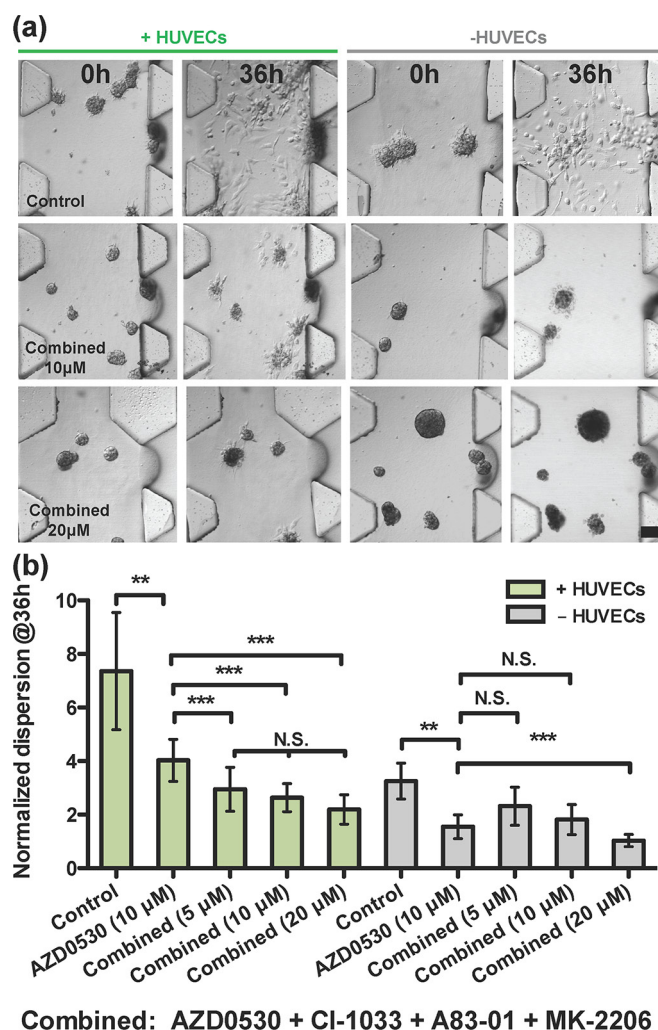 (a)
+ HUVECs
-HUVECs
0h
36h
0h
36h
Control
Combined
10µM
Combined
20µM
(b)
Normalized dispersion @36h
10
8
6
4
2
0
+ HUVECs
– HUVECs
**
***
***
***
N.S.
**
N.S.
N.S.
***
Control
AZD0530 (10 µM)
Combined (5 µM)
Combined (10 µM)
Combined (20 µM)
Control
AZD0530 (10 µM)
Combined (5 µM)
Combined (10 µM)
Combined (20 µM)
Combined: AZD0530 + CI-1033 + A83-01 + MK-2206